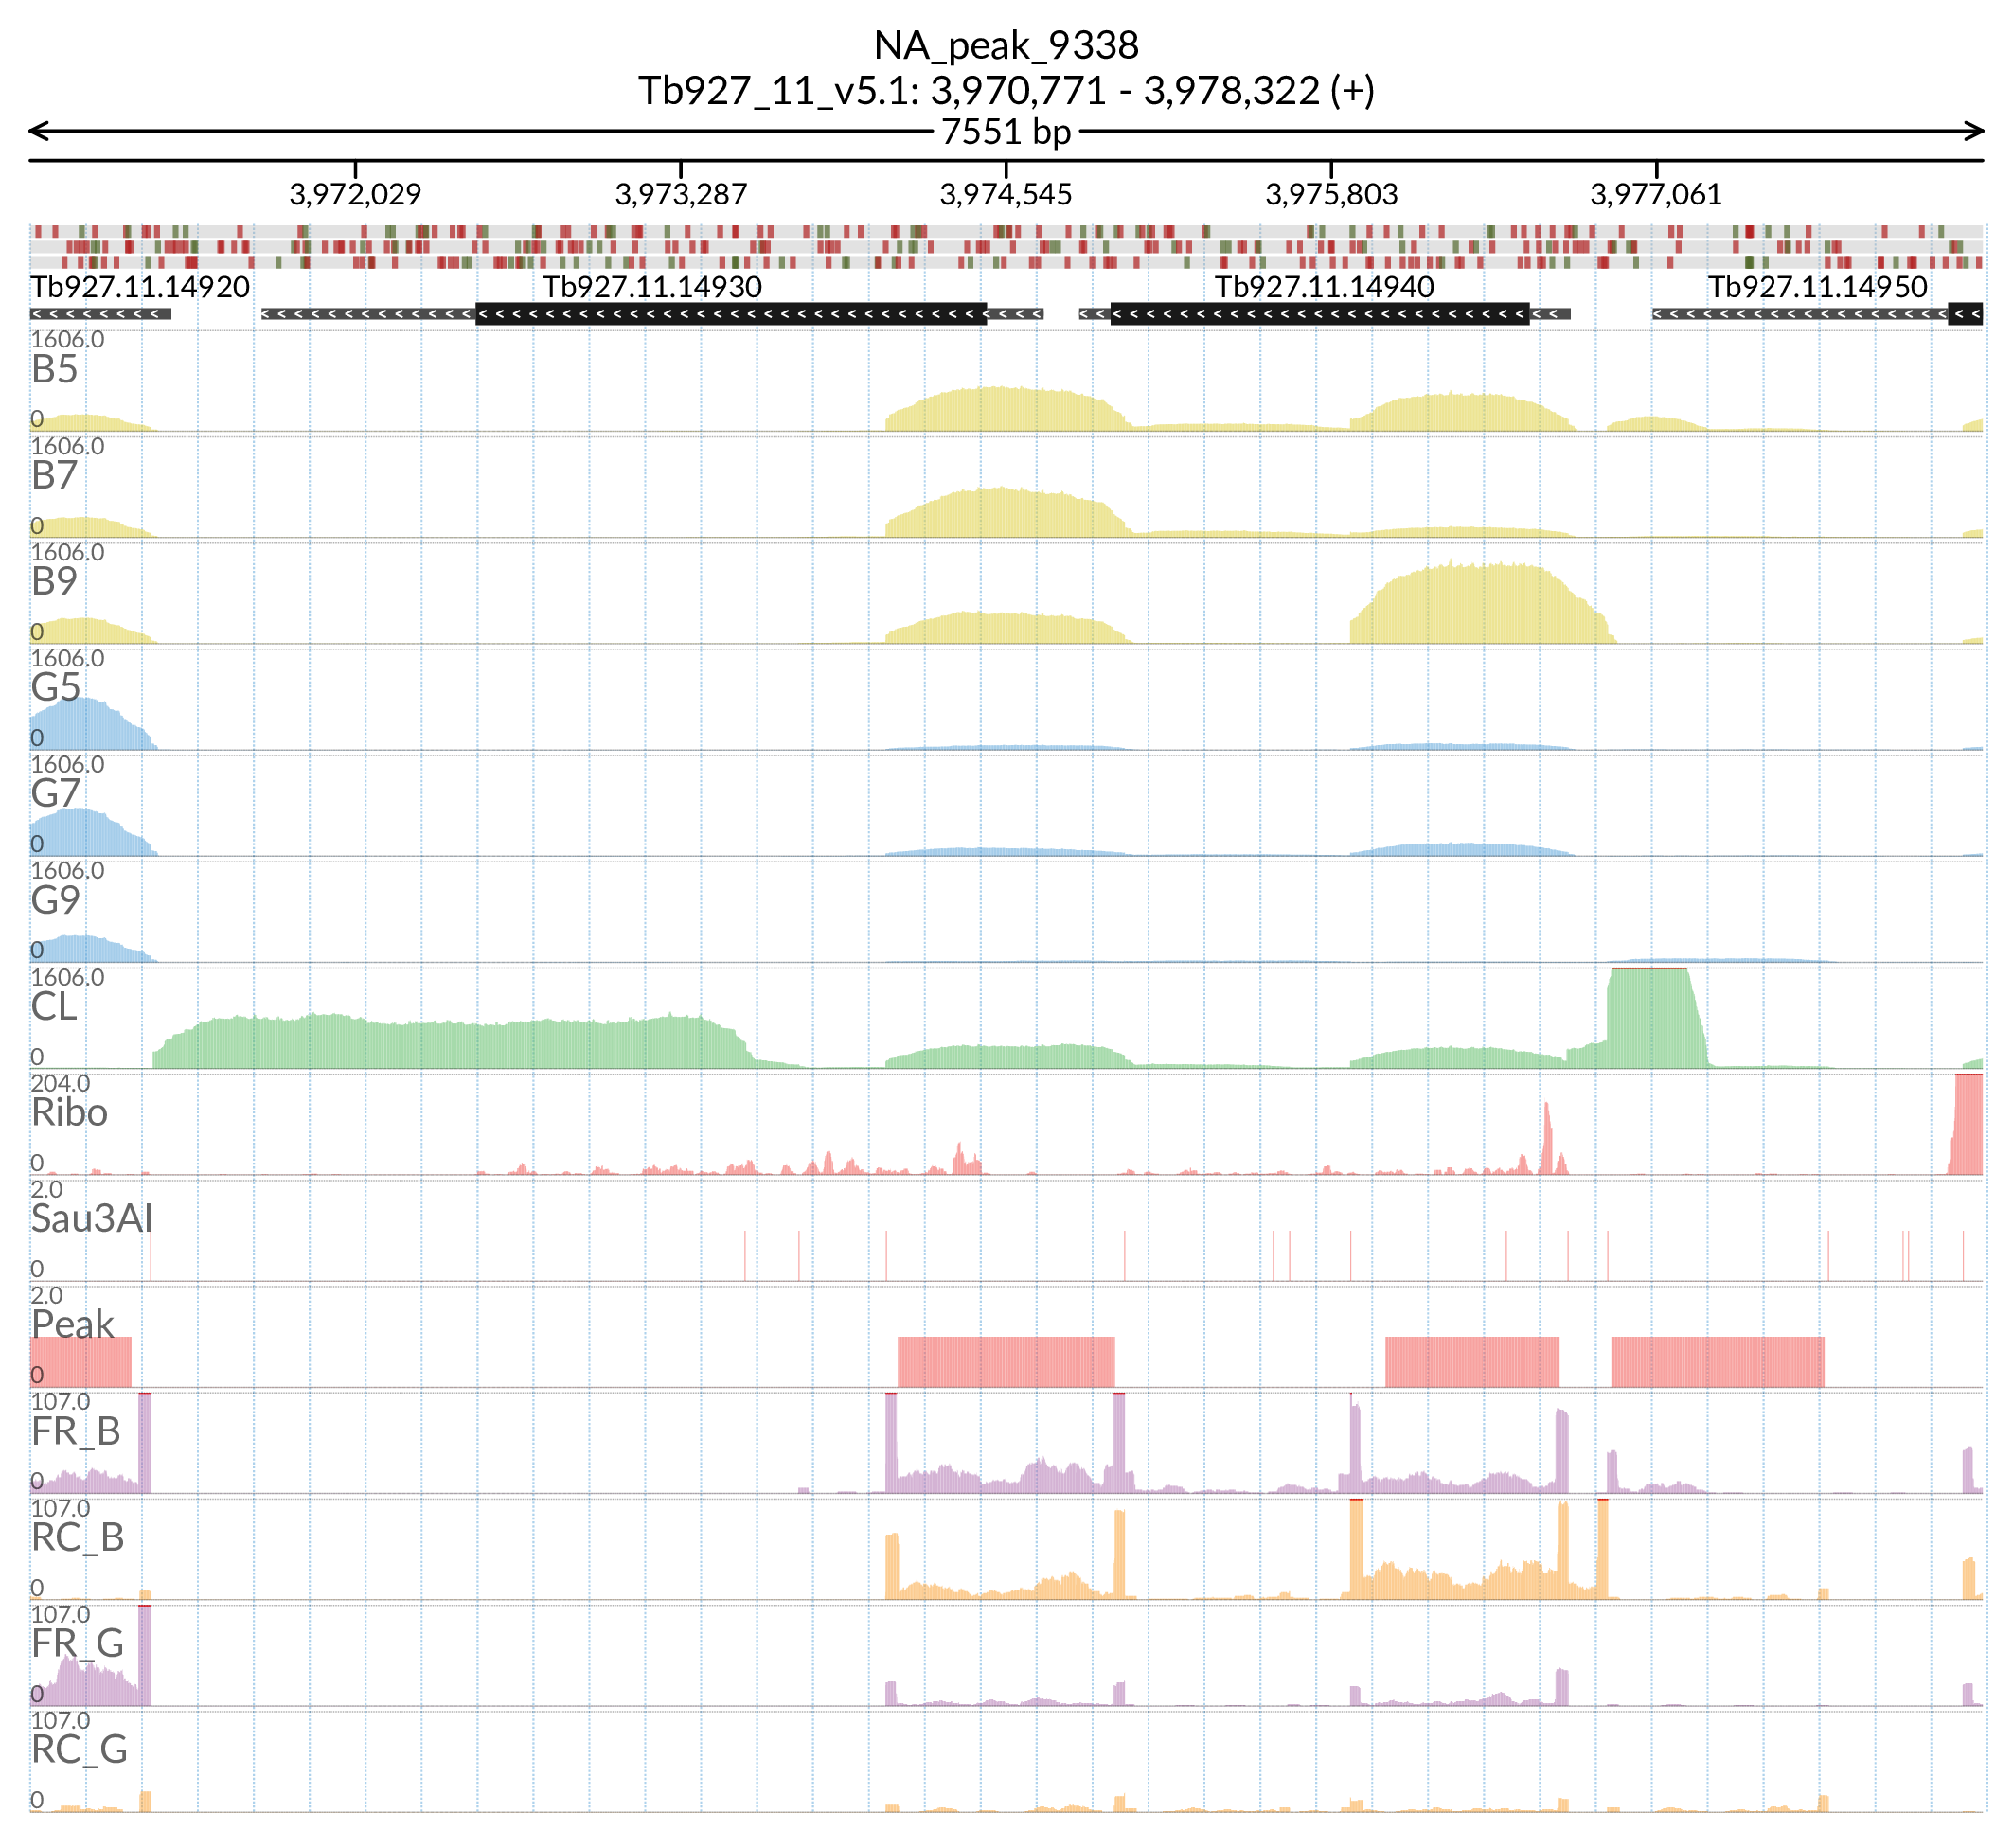 NA_peak_9338
Tb927_11_v5.1: 3,970,771 - 3,978,322 (+)
7551 bp
3,972,029 3,973,287 3,974,545 3,975,803 3,977,061
Tb927.11.14920 Tb927.11.14930 Tb927.11.14940 Tb927.11.14950
1606.0
B5
0
1606.0
B7
0
1606.0
B9
0
1606.0
G5
0
1606.0
G7
0
1606.0
G9
0
1606.0
CL
0
204.0
Ribo
0
2.0
Sau3AI
0
2.0
Peak
0
107.0
FR_B
0
107.0
RC_B
0
107.0
FR_G
0
107.0
RC_G
0